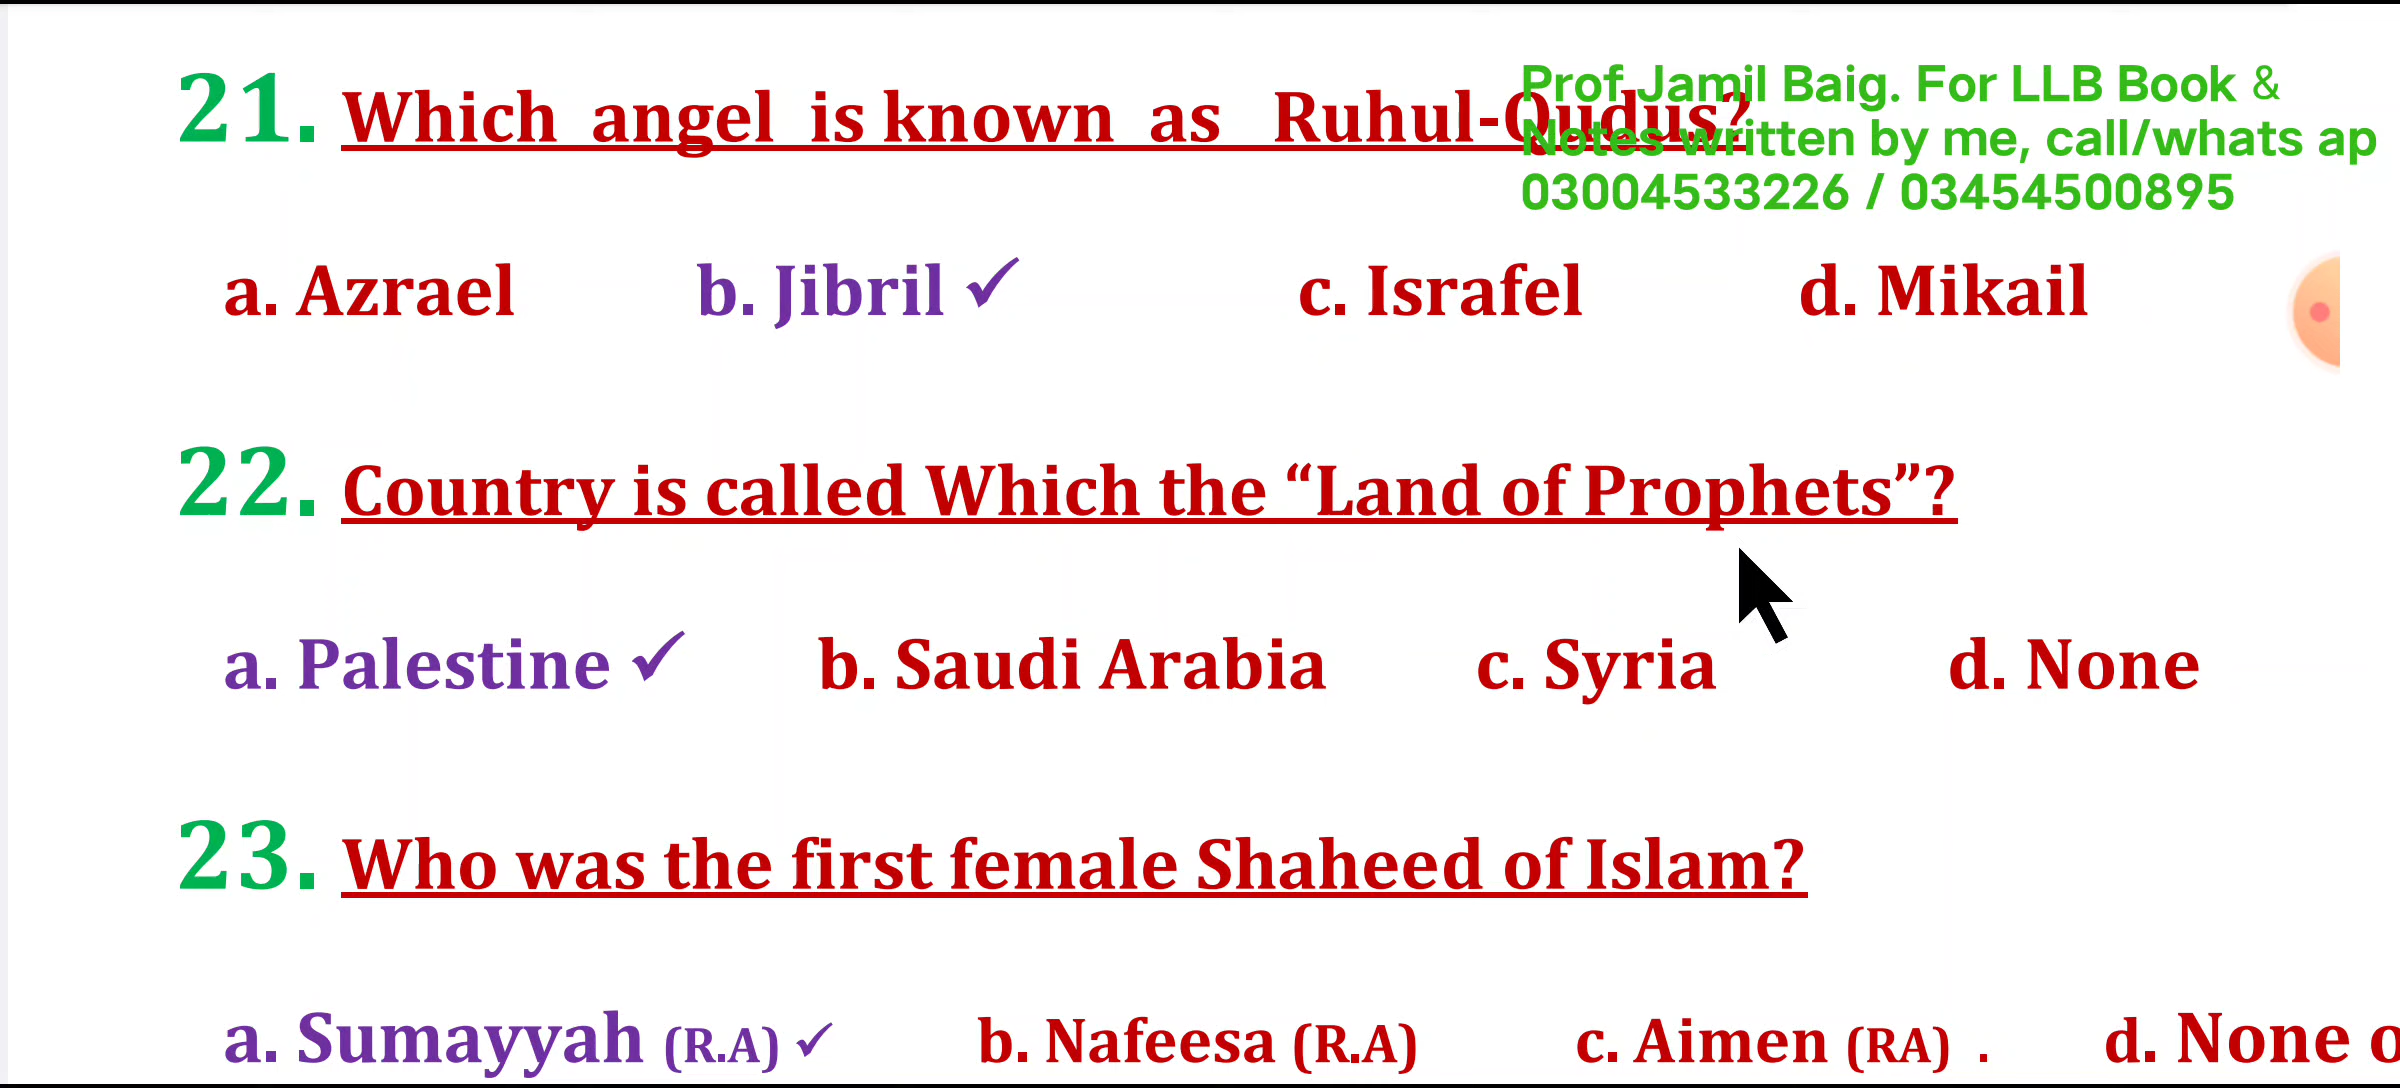 21. Which angel is known as Ruhul-Qudus?
Prof Jamil Baig. For LLB Book &
Notes written by me, call/whats ap
03004533226 / 03454500895
a. Azrael b. Jibril ✓ c. Israfel d. Mikail
22. Country is called Which the “Land of Prophets”?
a. Palestine ✓ b. Saudi Arabia c. Syria d. None
23. Who was the first female Shaheed of Islam?
a. Sumayyah (R.A) ✓ b. Nafeesa (R.A) c. Aimen (RA) . d. None o